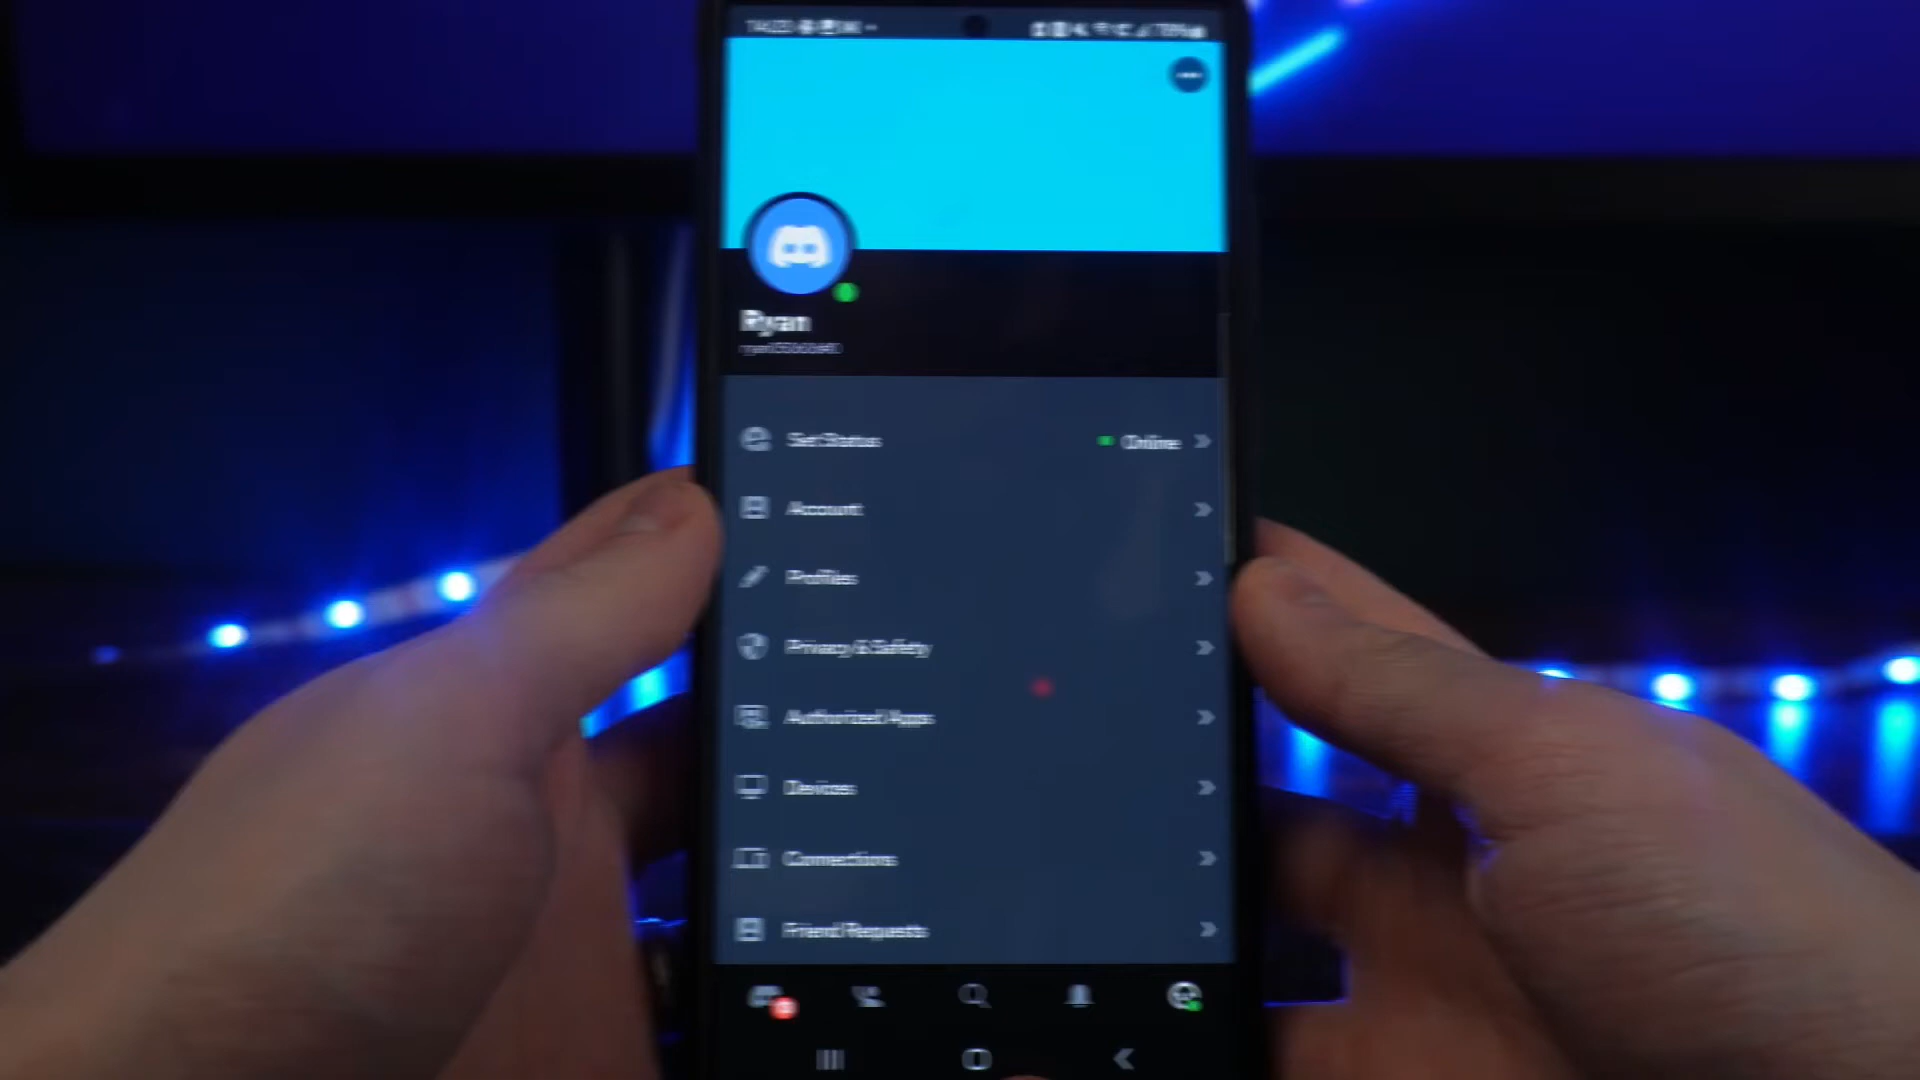 Ryan
Set Status
Online
Account
Profiles
Privacy & Safety
Authorized Apps
Devices
Connections
Friend Requests